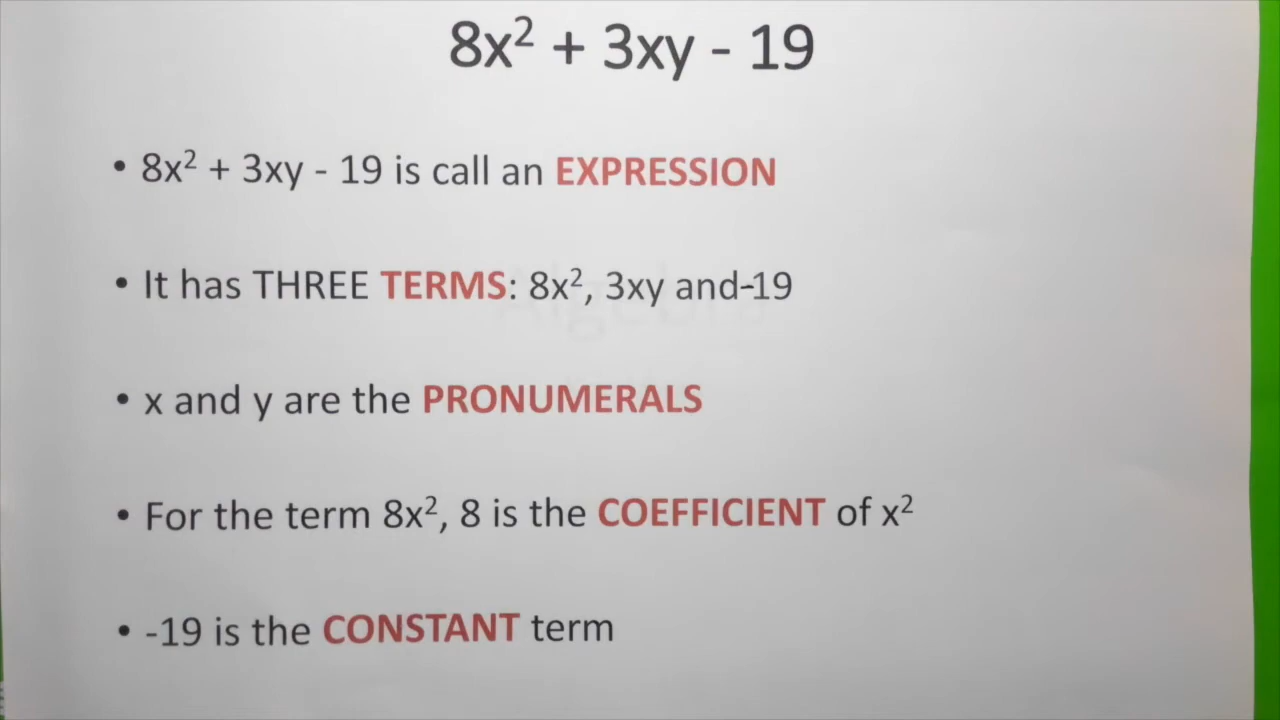 8x² + 3xy - 19
• 8x² + 3xy - 19 is call an EXPRESSION
• It has THREE TERMS: 8x², 3xy and-19
• x and y are the PRONUMERALS
• For the term 8x², 8 is the COEFFICIENT of x²
• -19 is the CONSTANT term